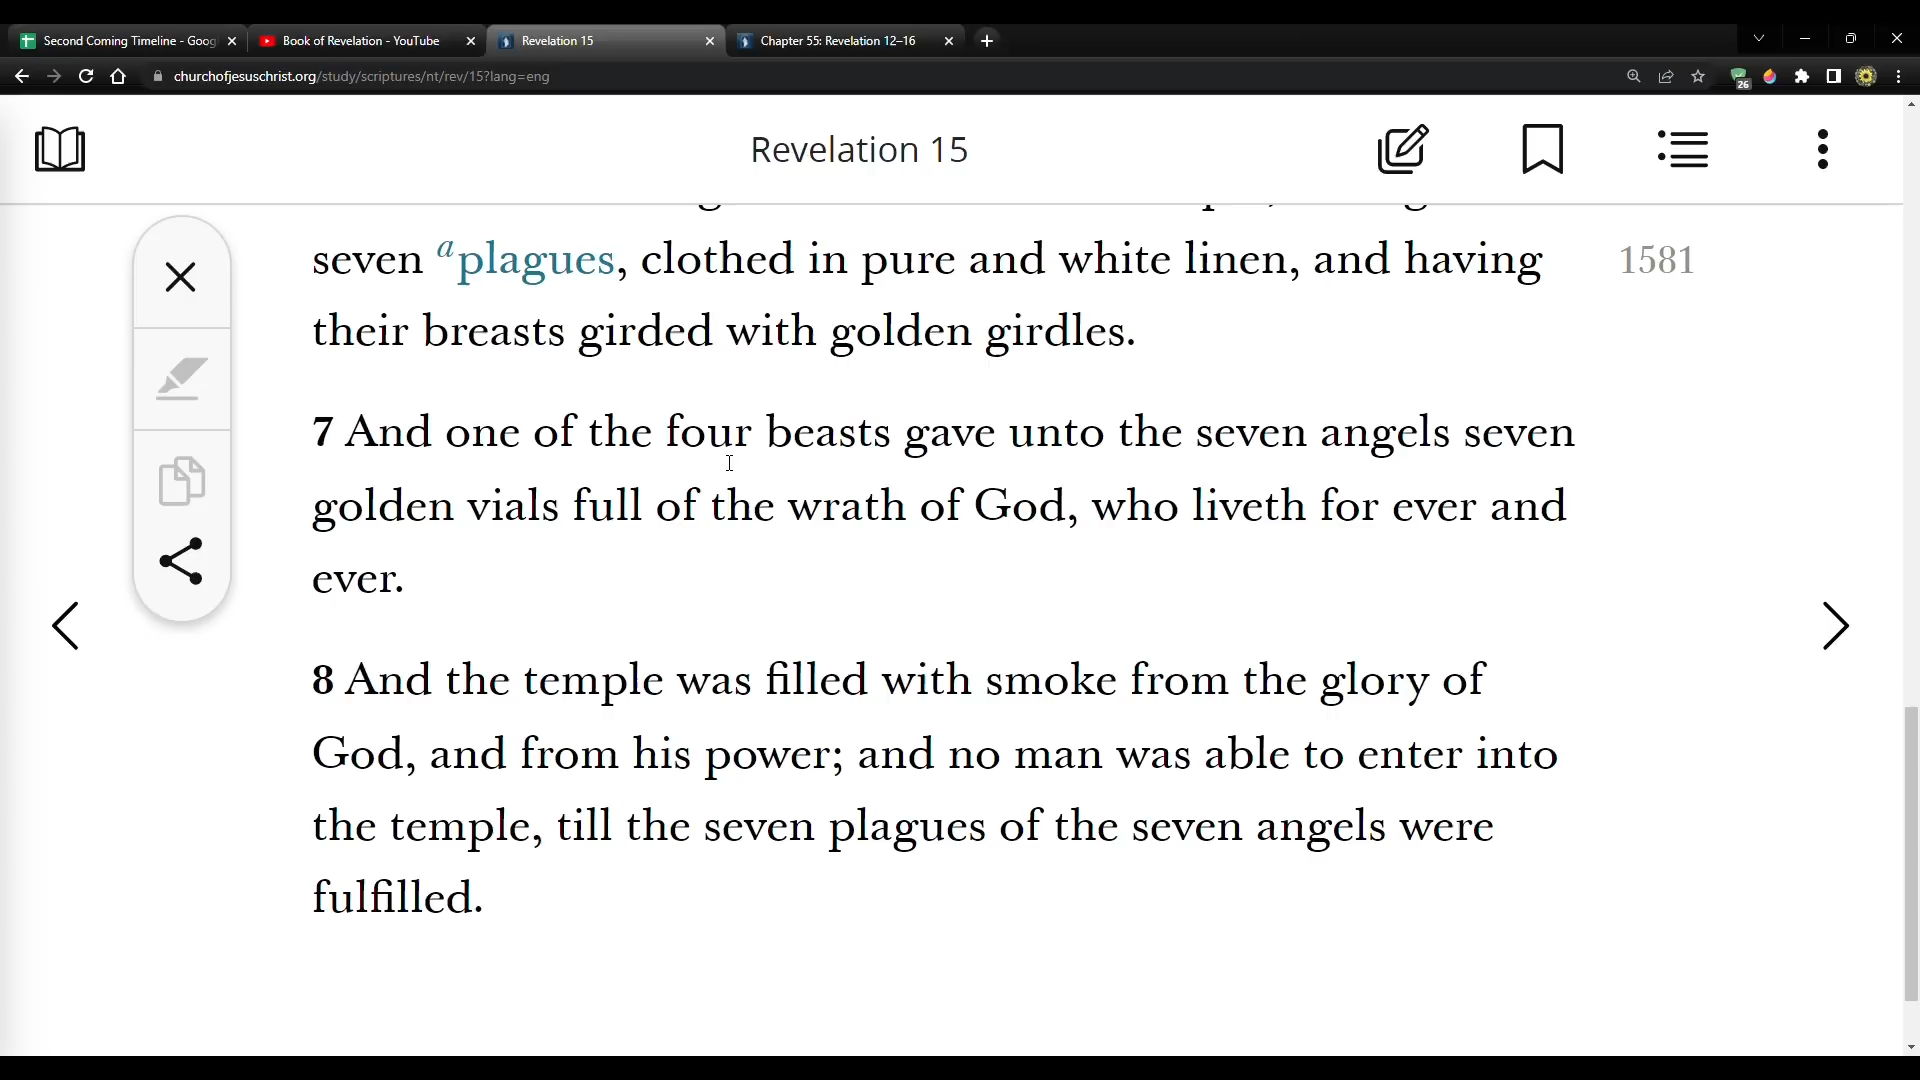 Second Coming Timeline - Goog
Book of Revelation - YouTube
Revelation 15
Chapter 55: Revelation 12–16
churchofjesuschrist.org/study/scriptures/nt/rev/15?lang=eng
26
Revelation 15
seven a plagues, clothed in pure and white linen, and having
1581
their breasts girded with golden girdles.
7 And one of the four beasts gave unto the seven angels seven
golden vials full of the wrath of God, who liveth for ever and
ever.
8 And the temple was filled with smoke from the glory of
God, and from his power; and no man was able to enter into
the temple, till the seven plagues of the seven angels were
fulfilled.